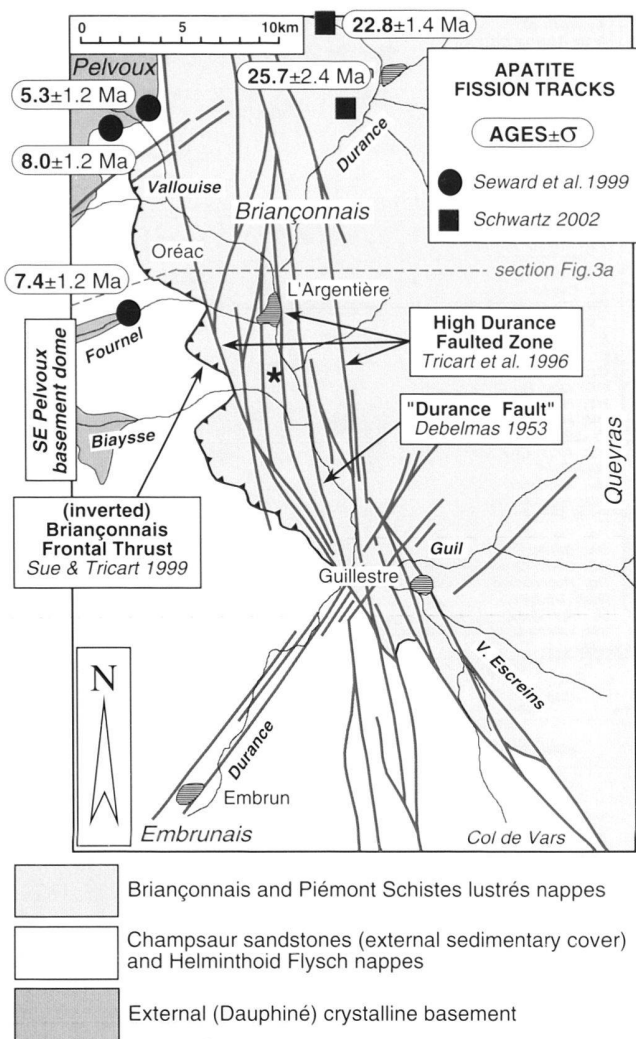 0 5 10km
22.8±1.4 Ma
Pelvoux
25.7±2.4 Ma
5.3±1.2 Ma
8.0±1.2 Ma
APATITE
FISSION TRACKS
AGES±σ
Seward et al. 1999
Schwartz 2002
Durance
Vallouise
Briançonnais
Oréac
section Fig.3a
7.4±1.2 Ma
L'Argentière
Fournel
High Durance
Faulted Zone
Tricart et al. 1996
*
SE Pelvoux
basement dome
"Durance Fault"
Debelmas 1953
Biaysse
Queyras
(inverted)
Briançonnais
Frontal Thrust
Sue & Tricart 1999
Guil
Guillestre
N
V. Escreins
Durance
Embrun
Embrunais
Col de Vars
Briançonnais and Piémont Schistes lustrés nappes
Champsaur sandstones (external sedimentary cover)
and Helminthoid Flysch nappes
External (Dauphiné) crystalline basement